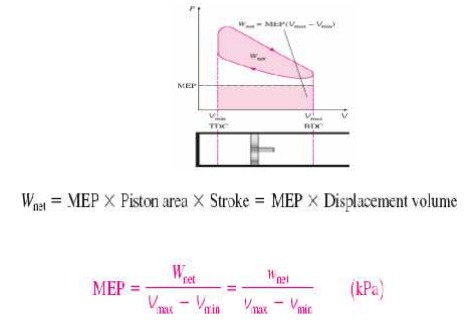 P
W_net = MEP(V_max − V_min)
W_net
MEP
V_min V_max V
TDC BDC
W_net = MEP × Piston area × Stroke = MEP × Displacement volume
MEP = W_net / (V_max − V_min) = w_net / (v_max − v_min) (kPa)